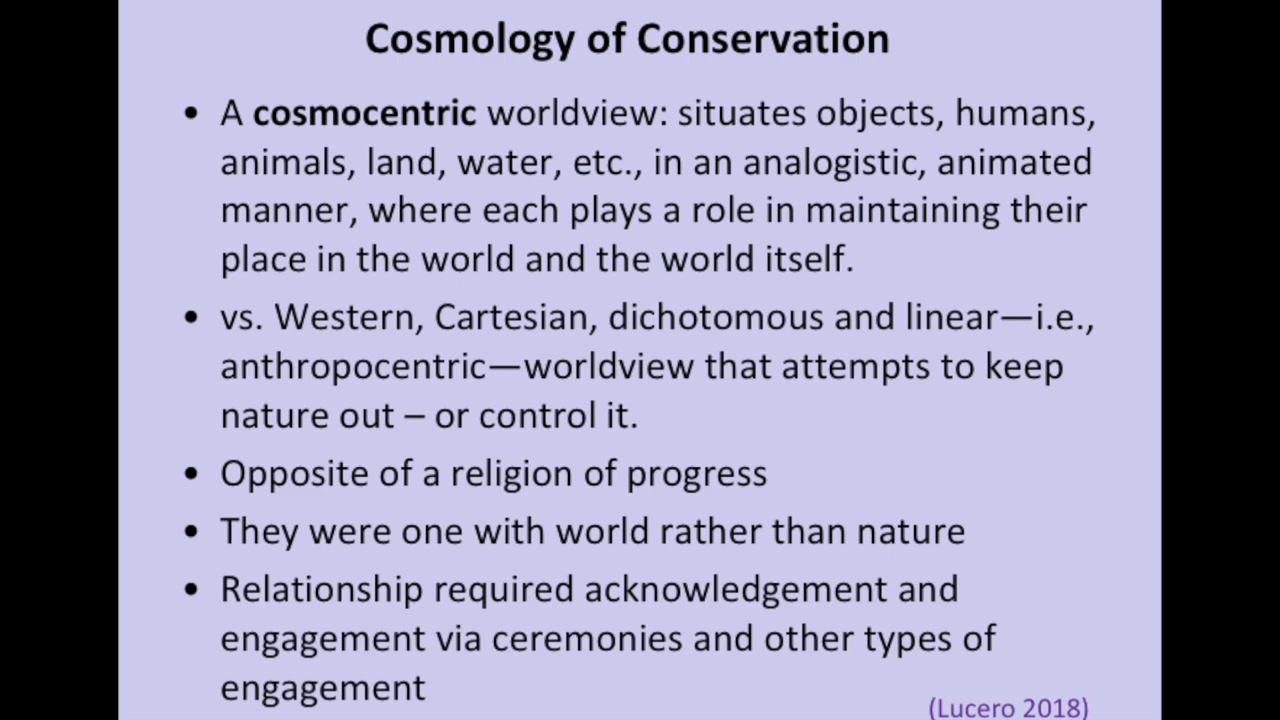 Cosmology of Conservation
• A cosmocentric worldview: situates objects, humans,
animals, land, water, etc., in an analogistic, animated
manner, where each plays a role in maintaining their
place in the world and the world itself.
• vs. Western, Cartesian, dichotomous and linear—i.e.,
anthropocentric—worldview that attempts to keep
nature out – or control it.
• Opposite of a religion of progress
• They were one with world rather than nature
• Relationship required acknowledgement and
engagement via ceremonies and other types of
engagement
(Lucero 2018)